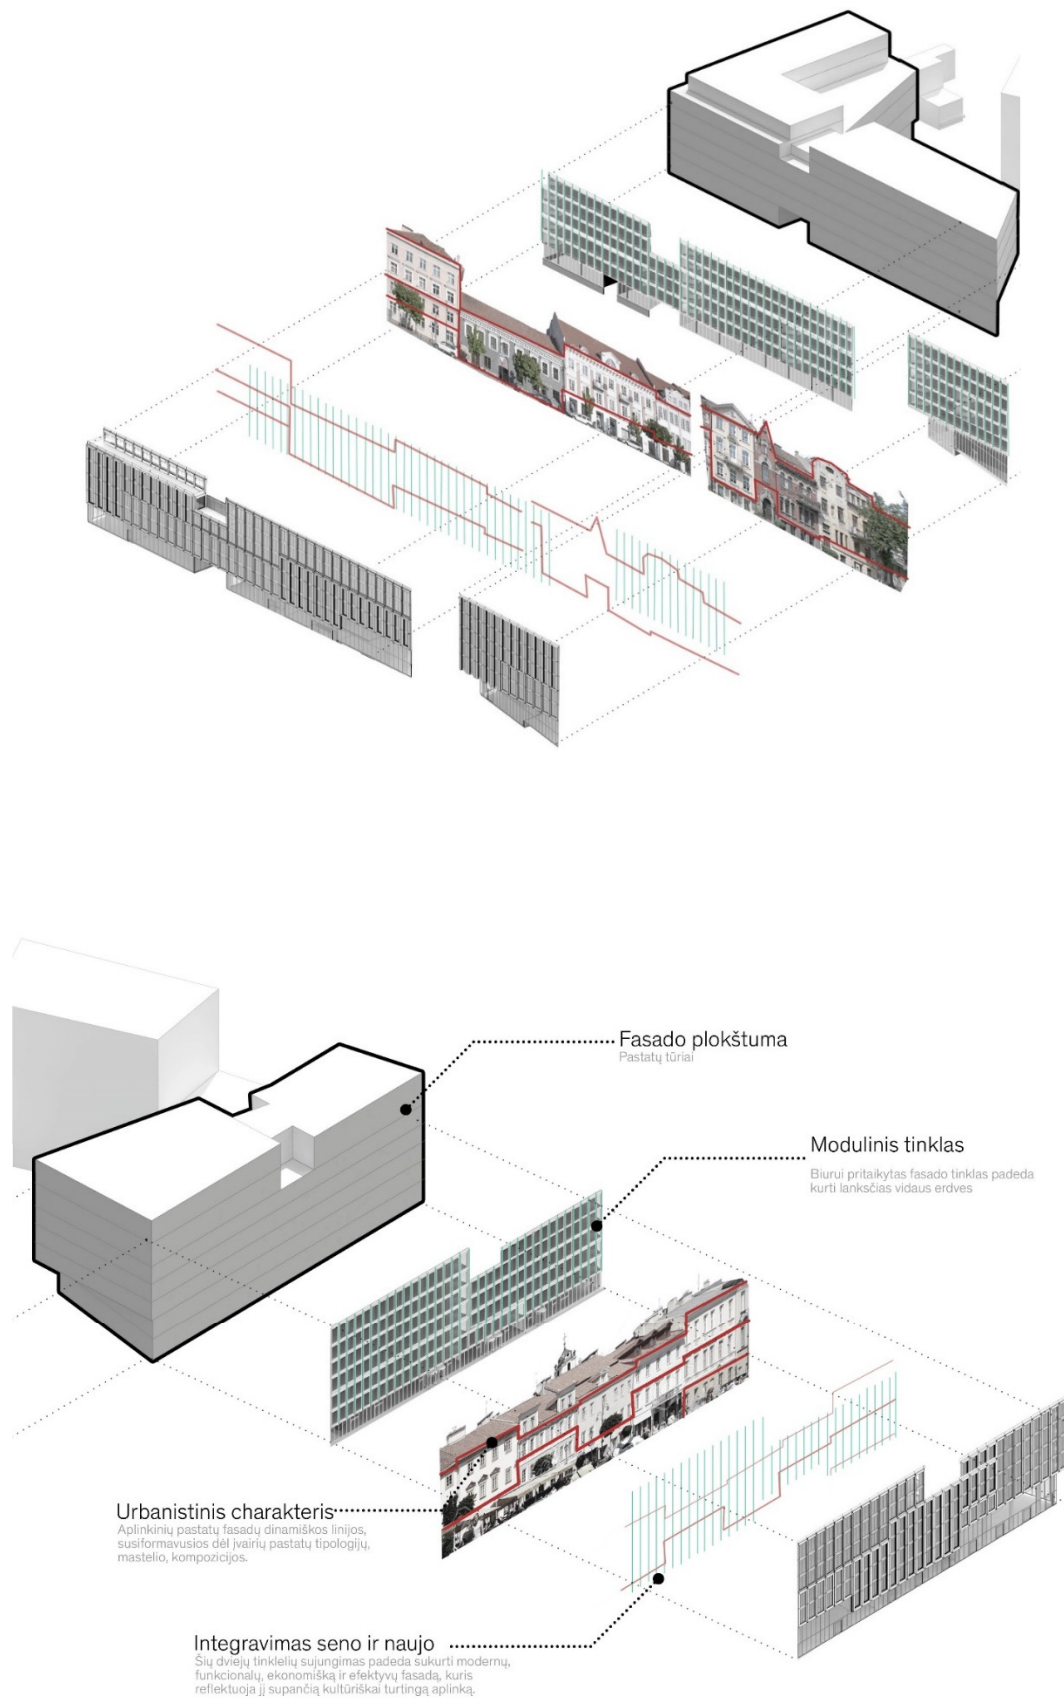 Fasado plokštuma
Pastatų tūriai
Modulinis tinklas
Biurui pritaikytas fasado tinklas padeda
kurti lanksčias vidaus erdves
Urbanistinis charakteris
Aplinkinių pastatų fasadų dinamiškos linijos,
susiformavusios dėl įvairių pastatų tipologijų,
mastelio, kompozicijos.
Integravimas seno ir naujo
Šių dviejų tinklelių sujungimas padeda sukurti modernų,
funkcionalų, ekonomišką ir efektyvų fasadą, kuris
reflektuoja jį supančią kultūriškai turtingą aplinką.